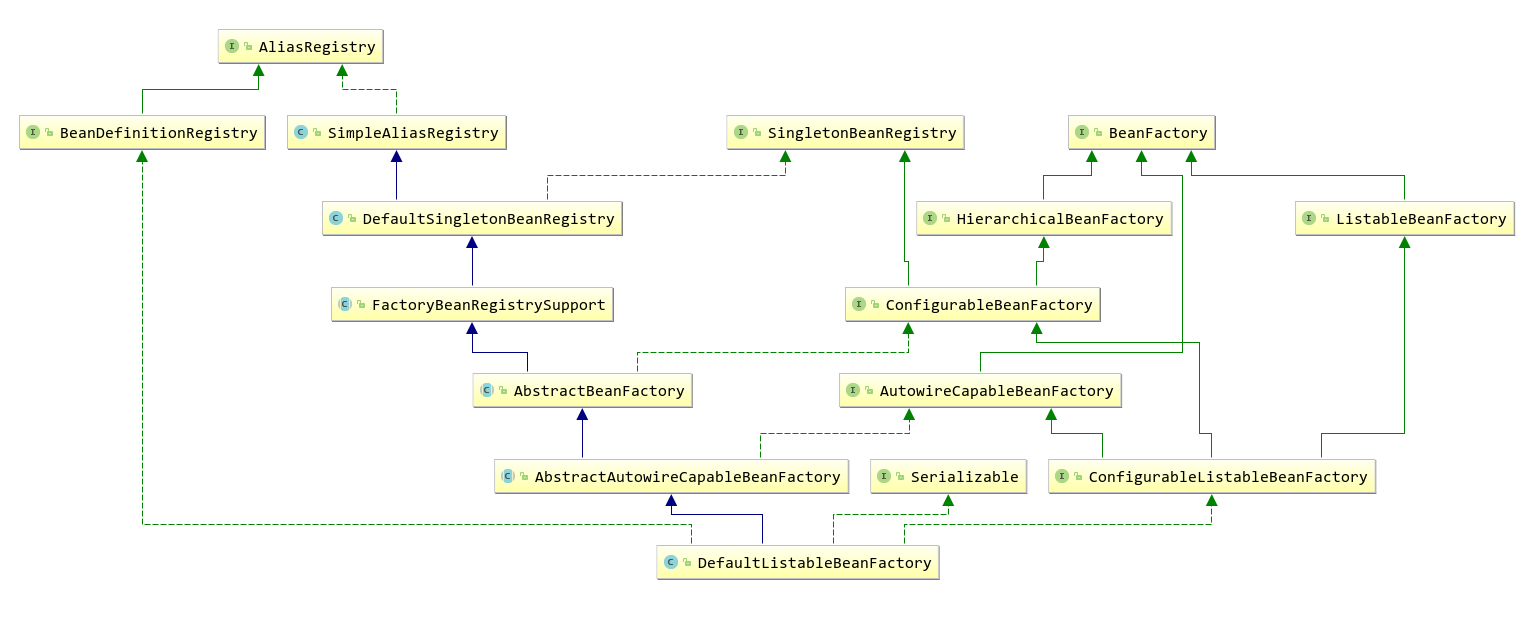 AliasRegistry
BeanDefinitionRegistry
SimpleAliasRegistry
SingletonBeanRegistry
BeanFactory
DefaultSingletonBeanRegistry
HierarchicalBeanFactory
ListableBeanFactory
FactoryBeanRegistrySupport
ConfigurableBeanFactory
AbstractBeanFactory
AutowireCapableBeanFactory
AbstractAutowireCapableBeanFactory
Serializable
ConfigurableListableBeanFactory
DefaultListableBeanFactory